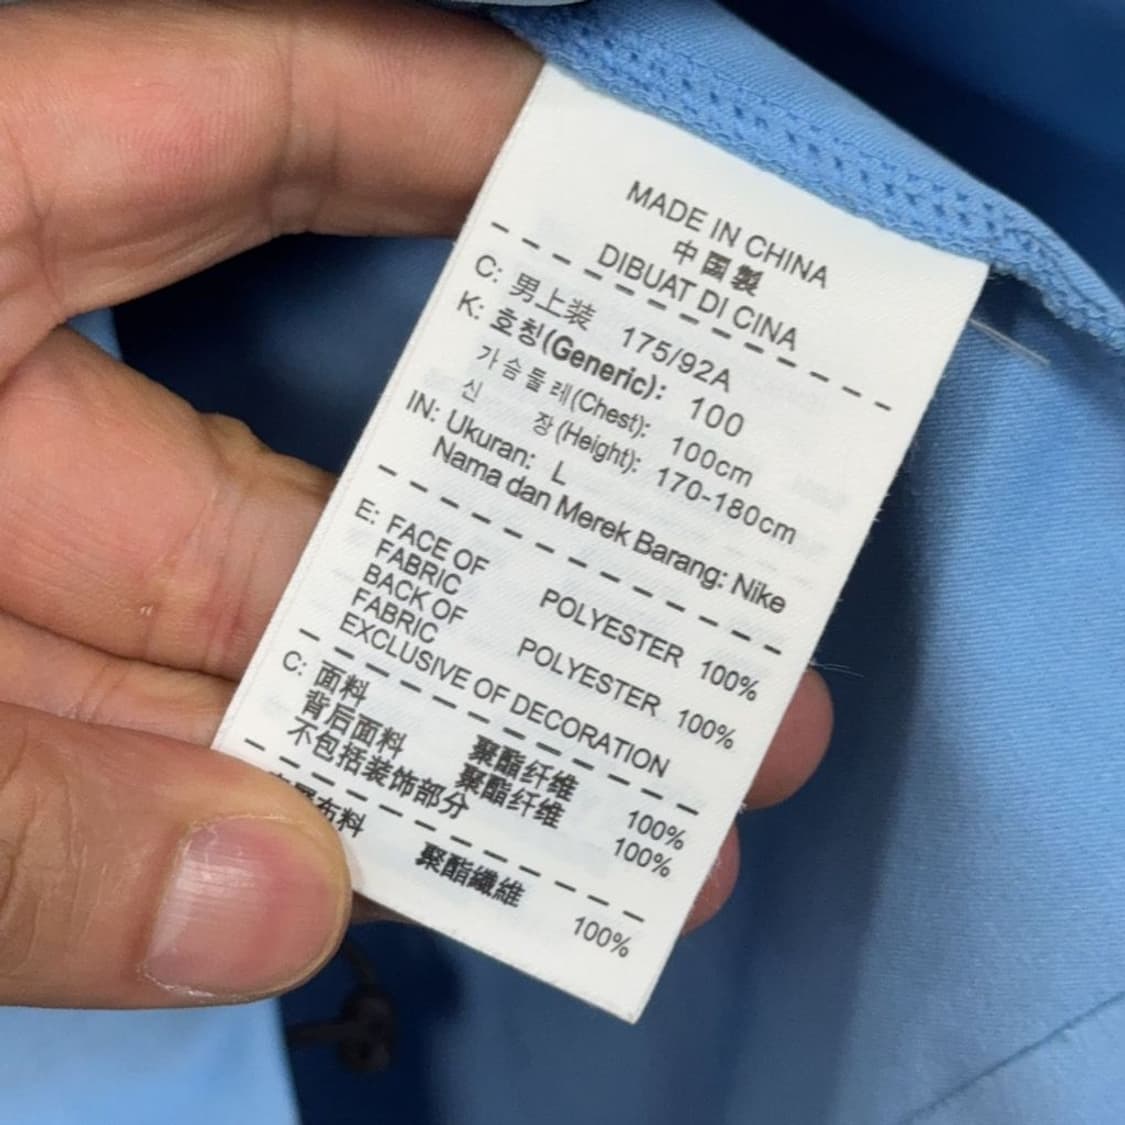 MADE IN CHINA
中国製
DIBUAT DI CINA
C: 男上装 175/92A
K: 호칭(Generic): 100
가슴둘레(Chest): 100cm
신 장(Height): 170-180cm
IN: Ukuran: L
Nama dan Merek Barang: Nike
E: FACE OF
FABRIC POLYESTER 100%
BACK OF
FABRIC POLYESTER 100%
EXCLUSIVE OF DECORATION
C: 面料 聚酯纤维 100%
背后面料 聚酯纤维 100%
不包括装饰部分
布料 聚酯纖維 100%